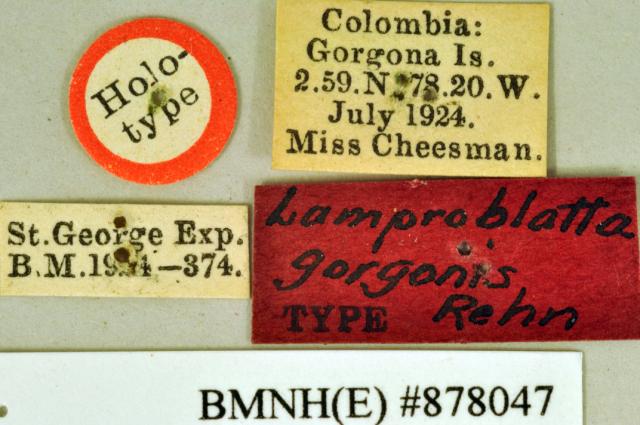 Holo-
type
Colombia:
Gorgona Is.
2.59.N. 78.20.W.
July 1924.
Miss Cheesman.
St. George Exp.
B.M.1924-374.
Lamproblatta
gorgonis
TYPE Rehn
BMNH(E) #878047